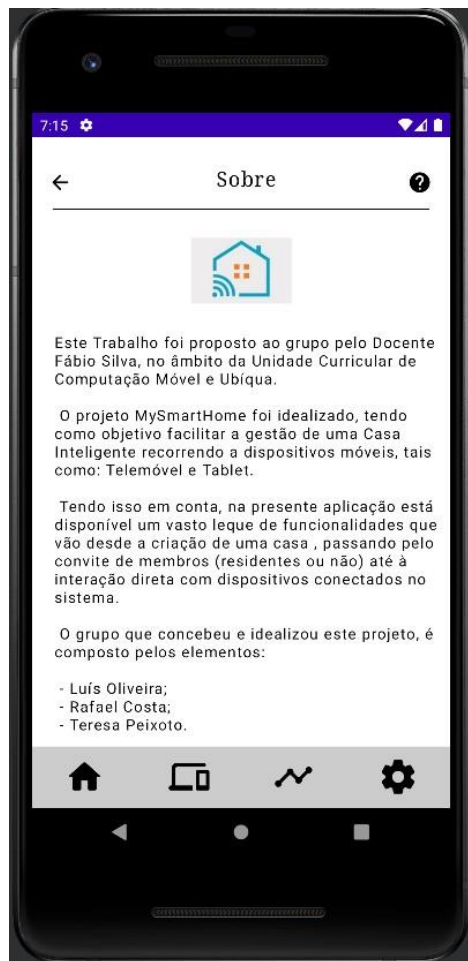 7:15
Sobre
Este Trabalho foi proposto ao grupo pelo Docente
Fábio Silva, no âmbito da Unidade Curricular de
Computação Móvel e Ubíqua.
O projeto MySmartHome foi idealizado, tendo
como objetivo facilitar a gestão de uma Casa
Inteligente recorrendo a dispositivos móveis, tais
como: Telemóvel e Tablet.
Tendo isso em conta, na presente aplicação está
disponível um vasto leque de funcionalidades que
vão desde a criação de uma casa , passando pelo
convite de membros (residentes ou não) até à
interação direta com dispositivos conectados no
sistema.
O grupo que concebeu e idealizou este projeto, é
composto pelos elementos:
- Luís Oliveira;
- Rafael Costa;
- Teresa Peixoto.